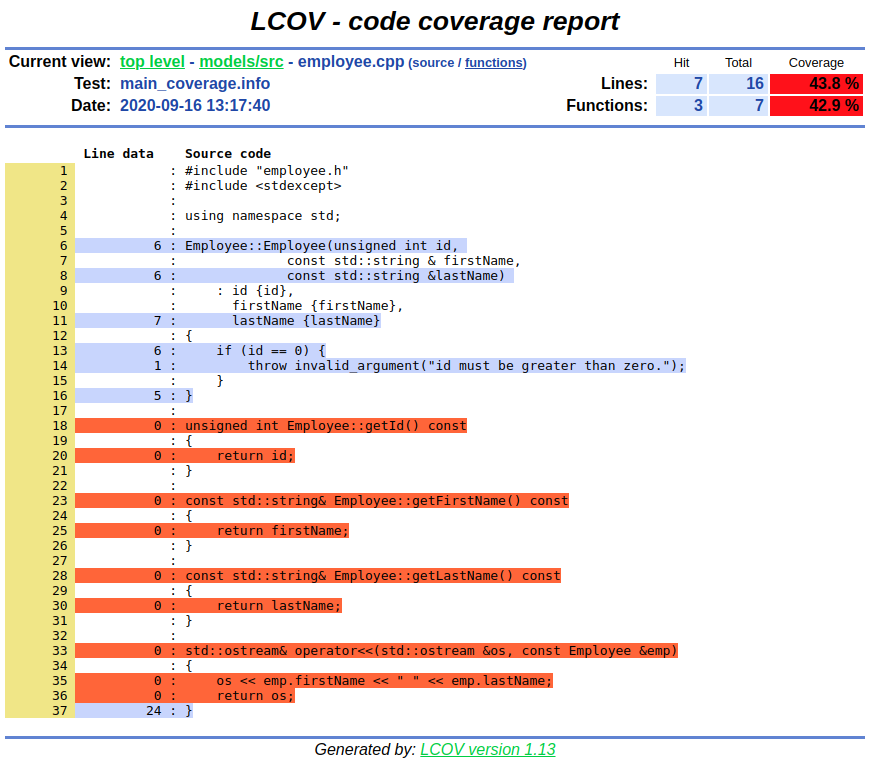 LCOV - code coverage report
Current view: top level - models/src - employee.cpp (source / functions) Hit Total Coverage
Test: main_coverage.info Lines: 7 16 43.8 %
Date: 2020-09-16 13:17:40 Functions: 3 7 42.9 %
Line data Source code
1 : #include "employee.h"
2 : #include <stdexcept>
3 :
4 : using namespace std;
5 :
6 6 : Employee::Employee(unsigned int id,
7 : const std::string & firstName,
8 6 : const std::string &lastName)
9 : : id {id},
10 : firstName {firstName},
11 7 : lastName {lastName}
12 : {
13 6 : if (id == 0) {
14 1 : throw invalid_argument("id must be greater than zero.");
15 : }
16 5 : }
17 :
18 0 : unsigned int Employee::getId() const
19 : {
20 0 : return id;
21 : }
22 :
23 0 : const std::string& Employee::getFirstName() const
24 : {
25 0 : return firstName;
26 : }
27 :
28 0 : const std::string& Employee::getLastName() const
29 : {
30 0 : return lastName;
31 : }
32 :
33 0 : std::ostream& operator<<(std::ostream &os, const Employee &emp)
34 : {
35 0 : os << emp.firstName << " " << emp.lastName;
36 0 : return os;
37 24 : }
Generated by: LCOV version 1.13